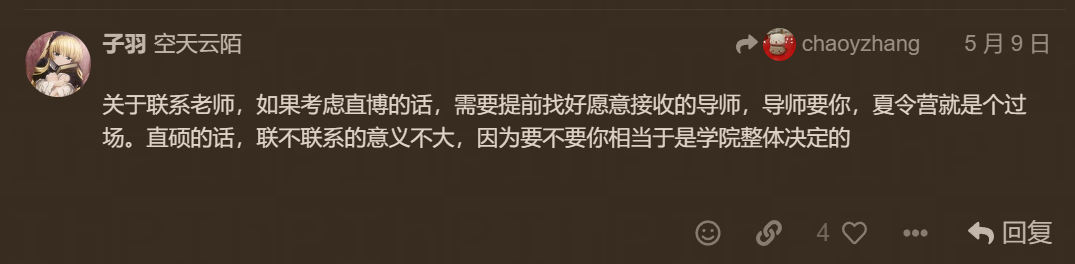 子羽 空天云陌 chaoyzhang 5 月 9 日
关于联系老师，如果考虑直博的话，需要提前找好愿意接收的导师，导师要你，夏令营就是个过
场。直硕的话，联不联系的意义不大，因为要不要你相当于是学院整体决定的
4 回复